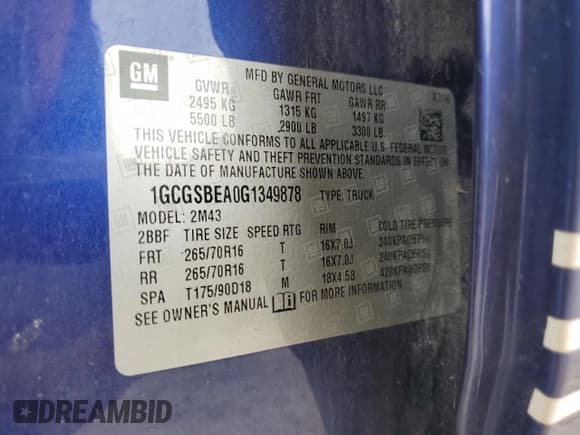 GM
MFD BY GENERAL MOTORS LLC
GVWR GAWR FRT GAWR RR
2495 KG 1315 KG 1497 KG
5500 LB 2900 LB 3300 LB
THIS VEHICLE CONFORMS TO ALL APPLICABLE U.S. FEDERAL MOTOR
VEHICLE SAFETY AND THEFT PREVENTION STANDARDS IN EFFECT ON
THE DATE OF MANUFACTURE SHOWN ABOVE.
1GCGSBEA0G1349878 TYPE: TRUCK
MODEL: 2M43
2BBF TIRE SIZE SPEED RTG RIM COLD TIRE PRESSURE
FRT 265/70R16 T 16X7.0J 240KPA(35PSI)
RR 265/70R16 T 16X7.0J 240KPA(35PSI)
SPA T175/90D18 M 18X4.5B 420KPA(60PSI)
SEE OWNER'S MANUAL FOR MORE INFORMATION.
DREAMBID